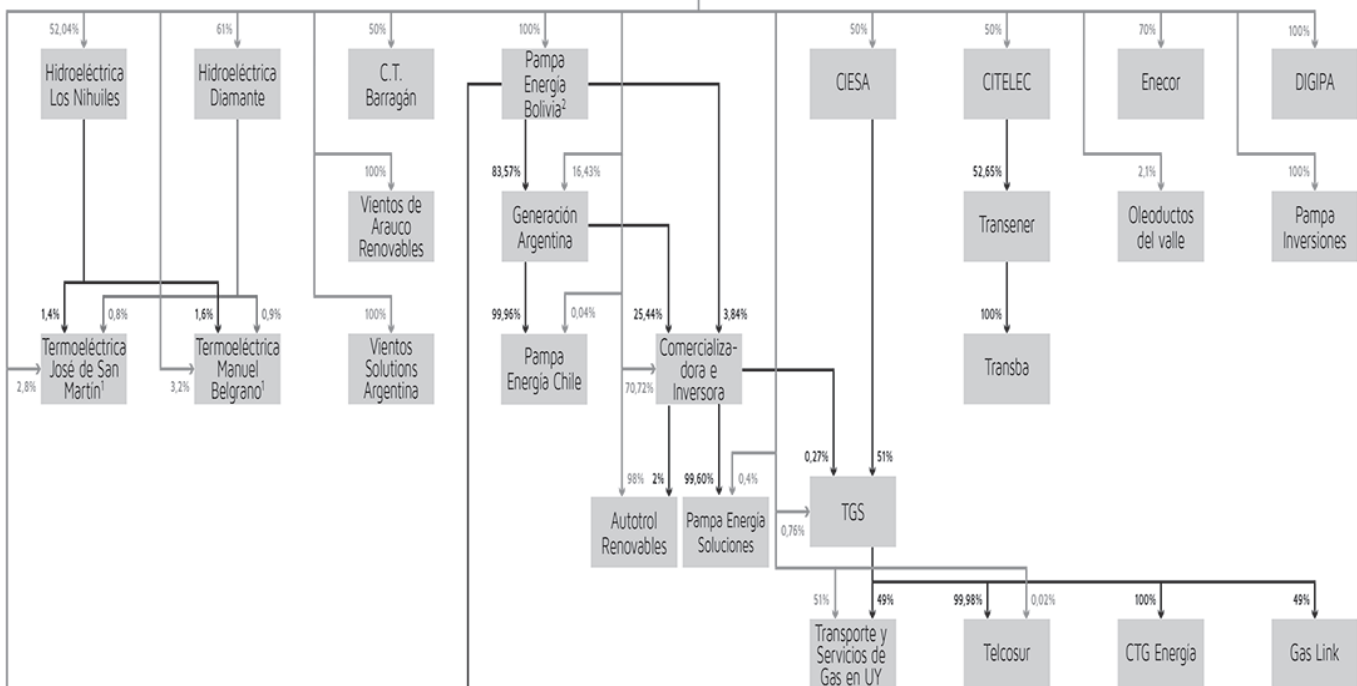 52,04%
61%
50%
100%
50%
50%
70%
100%
Hidroeléctrica
Los Nihuiles
Hidroeléctrica
Diamante
C.T.
Barragán
Pampa
Energía
Bolivia²
CIESA
CITELEC
Enecor
DIGIPA
100%
83,57%
16,43%
52,65%
2,1%
100%
Vientos de
Arauco
Renovables
Generación
Argentina
Transener
Oleoductos
del valle
Pampa
Inversiones
1,4%
0,8%
1,6%
0,9%
100%
99,96%
0,04%
25,44%
3,84%
100%
Termoeléctrica
José de San
Martín¹
Termoeléctrica
Manuel
Belgrano¹
Vientos
Solutions
Argentina
Pampa
Energía Chile
Comercializa-
dora e
Inversora
Transba
2,8%
3,2%
70,72%
0,27%
51%
98%
2%
99,60%
0,4%
Autotrol
Renovables
Pampa Energía
Soluciones
TGS
0,76%
51%
49%
99,98%
0,02%
100%
49%
Transporte y
Servicios de
Gas en UY
Telcosur
CTG Energía
Gas Link